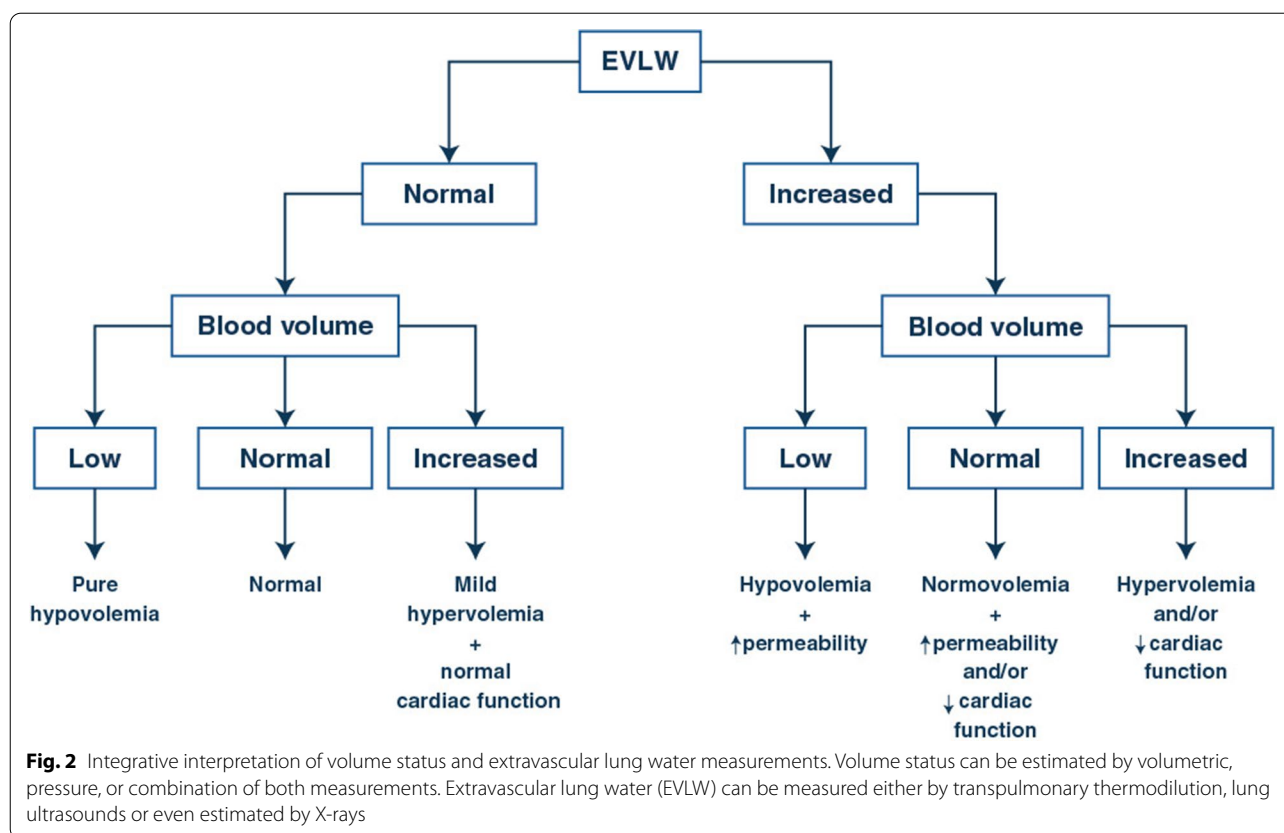 EVLW
Normal
Increased
Blood volume
Blood volume
Low
Normal
Increased
Low
Normal
Increased
Pure
hypovolemia
Normal
Mild
hypervolemia
+
normal
cardiac function
Hypovolemia
+
↑permeability
Normovolemia
+
↑permeability
and/or
↓cardiac
function
Hypervolemia
and/or
↓cardiac
function
Fig. 2 Integrative interpretation of volume status and extravascular lung water measurements. Volume status can be estimated by volumetric,
pressure, or combination of both measurements. Extravascular lung water (EVLW) can be measured either by transpulmonary thermodilution, lung
ultrasounds or even estimated by X-rays